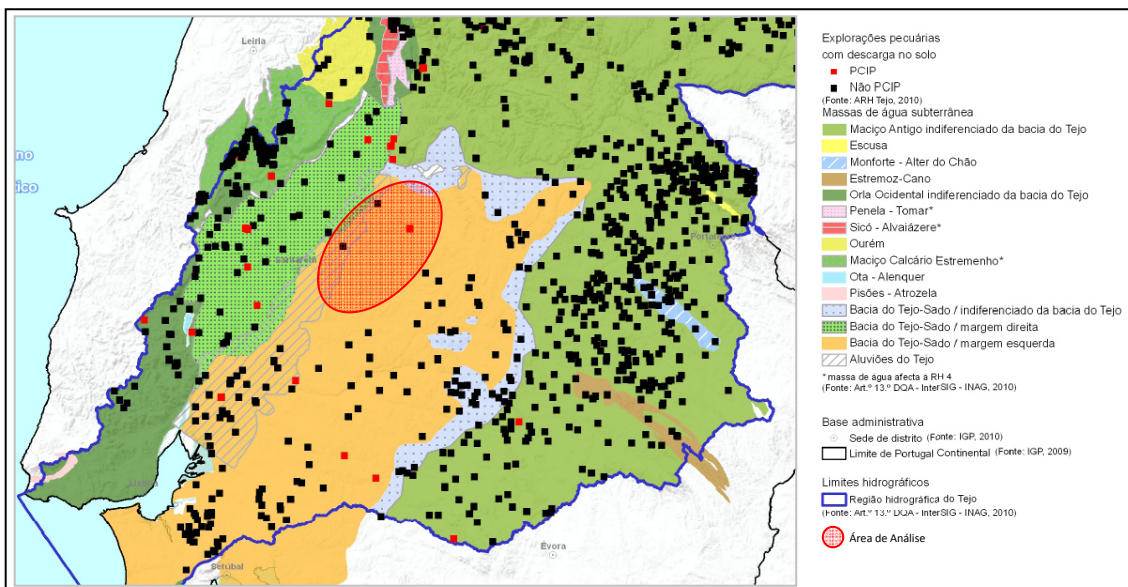 Leiria
no
ico
Santarém
Portalegre
Lisboa
Setúbal
Évora
Explorações pecuárias
com descarga no solo
PCIP
Não PCIP
(Fonte: ARH Tejo, 2010)
Massas de água subterrânea
Maciço Antigo indiferenciado da bacia do Tejo
Escusa
Monforte - Alter do Chão
Estremoz-Cano
Orla Ocidental indiferenciado da bacia do Tejo
Penela - Tomar*
Sicó - Alvaiázere*
Ourém
Maciço Calcário Estremenho*
Ota - Alenquer
Pisões - Atrozela
Bacia do Tejo-Sado / indiferenciado da bacia do Tejo
Bacia do Tejo-Sado / margem direita
Bacia do Tejo-Sado / margem esquerda
Aluviões do Tejo
* massa de água afecta à RH 4
(Fonte: Art.º 13.º DQA - InterSIG - INAG, 2010)
Base administrativa
Sede de distrito (Fonte: IGP, 2010)
Limite de Portugal Continental (Fonte: IGP, 2009)
Limites hidrográficos
Região hidrográfica do Tejo
(Fonte: Art.º 13.º DQA - InterSIG - INAG, 2010)
Área de Análise